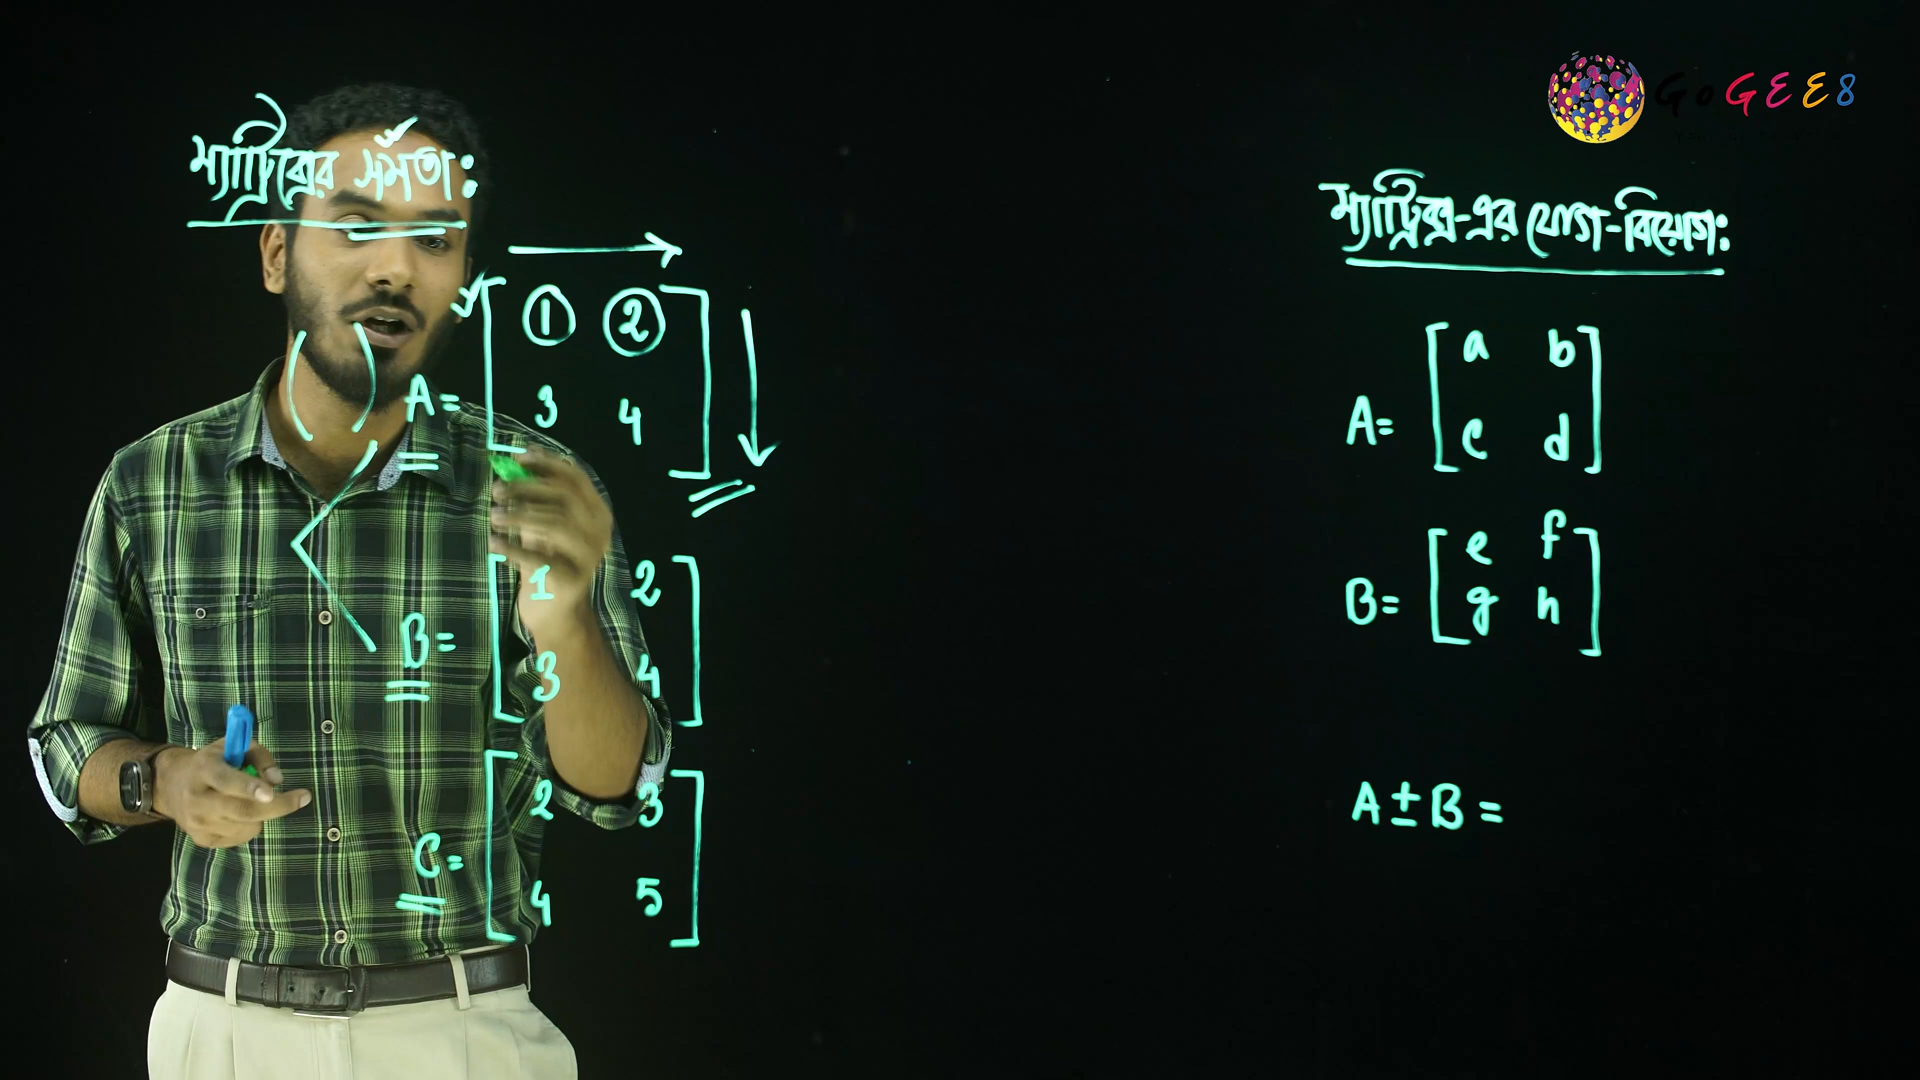 ম্যাট্রিক্সের সমতা:
A = [ 1 2
3 4 ]
B = [ 1 2
3 4 ]
C = [ 2 3
4 5 ]
GoGEE8
ম্যাট্রিক্স-এর যোগ-বিয়োগ:
A = [ a b
c d ]
B = [ e f
g h ]
A ± B =